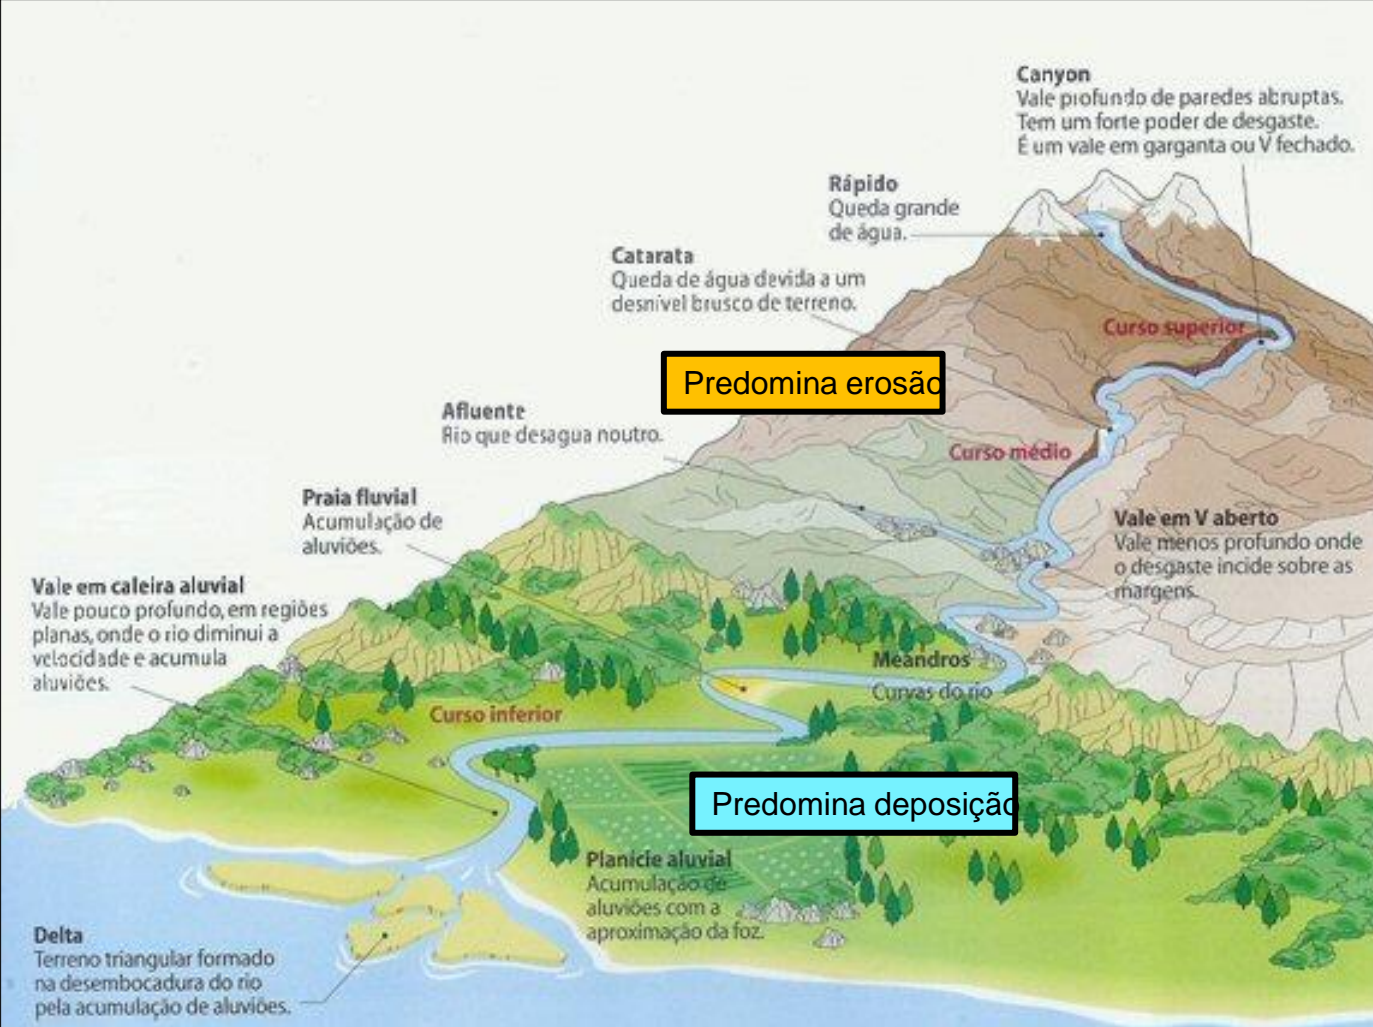 Canyon
Vale profundo de paredes abruptas.
Tem um forte poder de desgaste.
É um vale em garganta ou V fechado.
Rápido
Queda grande
de água.
Catarata
Queda de água devida a um
desnível brusco de terreno.
Curso superior
Predomina erosão
Afluente
Rio que desagua noutro.
Curso médio
Praia fluvial
Acumulação de
aluviões.
Vale em V aberto
Vale menos profundo onde
o desgaste incide sobre as
margens.
Vale em caleira aluvial
Vale pouco profundo, em regiões
planas, onde o rio diminui a
velocidade e acumula
aluviões.
Meandros
Curvas do rio
Curso inferior
Predomina deposição
Planície aluvial
Acumulação de
aluviões com a
aproximação da foz.
Delta
Terreno triangular formado
na desembocadura do rio
pela acumulação de aluviões.